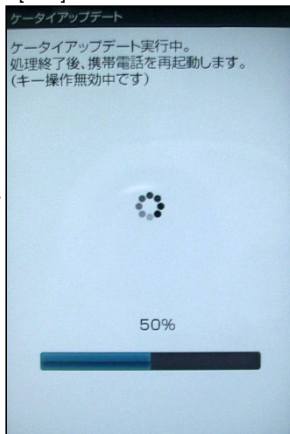 ケータイアップデート
ケータイアップデート実行中。
処理終了後、携帯電話を再起動します。
(キー操作無効中です)
50%